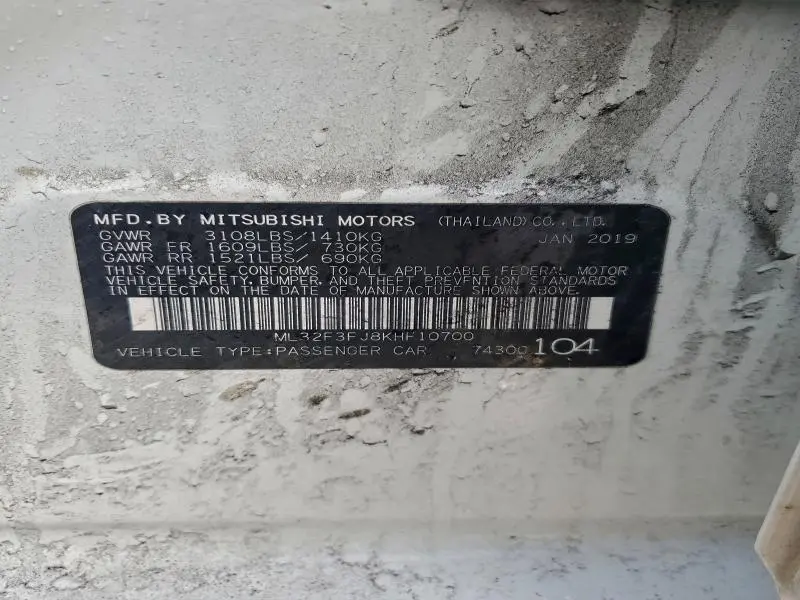 MFD.BY MITSUBISHI MOTORS (THAILAND)CO.,LTD.
GVWR 3108LBS/1410KG JAN 2019
GAWR FR 1609LBS/ 730KG
GAWR RR 1521LBS/ 690KG
THIS VEHICLE CONFORMS TO ALL APPLICABLE FEDERAL MOTOR
VEHICLE SAFETY, BUMPER, AND THEFT PREVENTION STANDARDS
IN EFFECT ON THE DATE OF MANUFACTURE SHOWN ABOVE.
ML32F3FJ8KHF10700
VEHICLE TYPE:PASSENGER CAR 74300 104